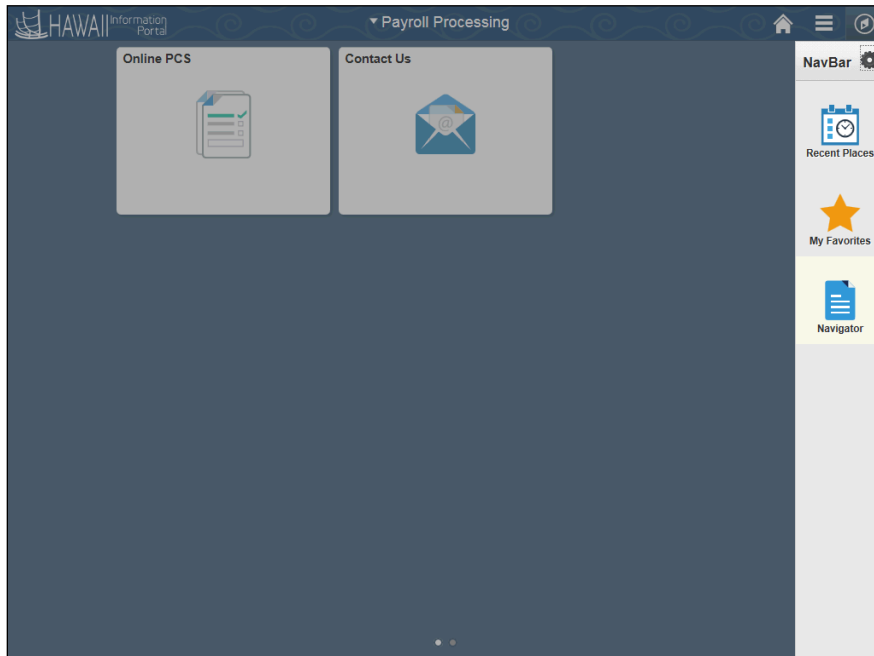 HAWAII Information
Portal
Payroll Processing
NavBar
Online PCS
Contact Us
@
Recent Places
My Favorites
Navigator